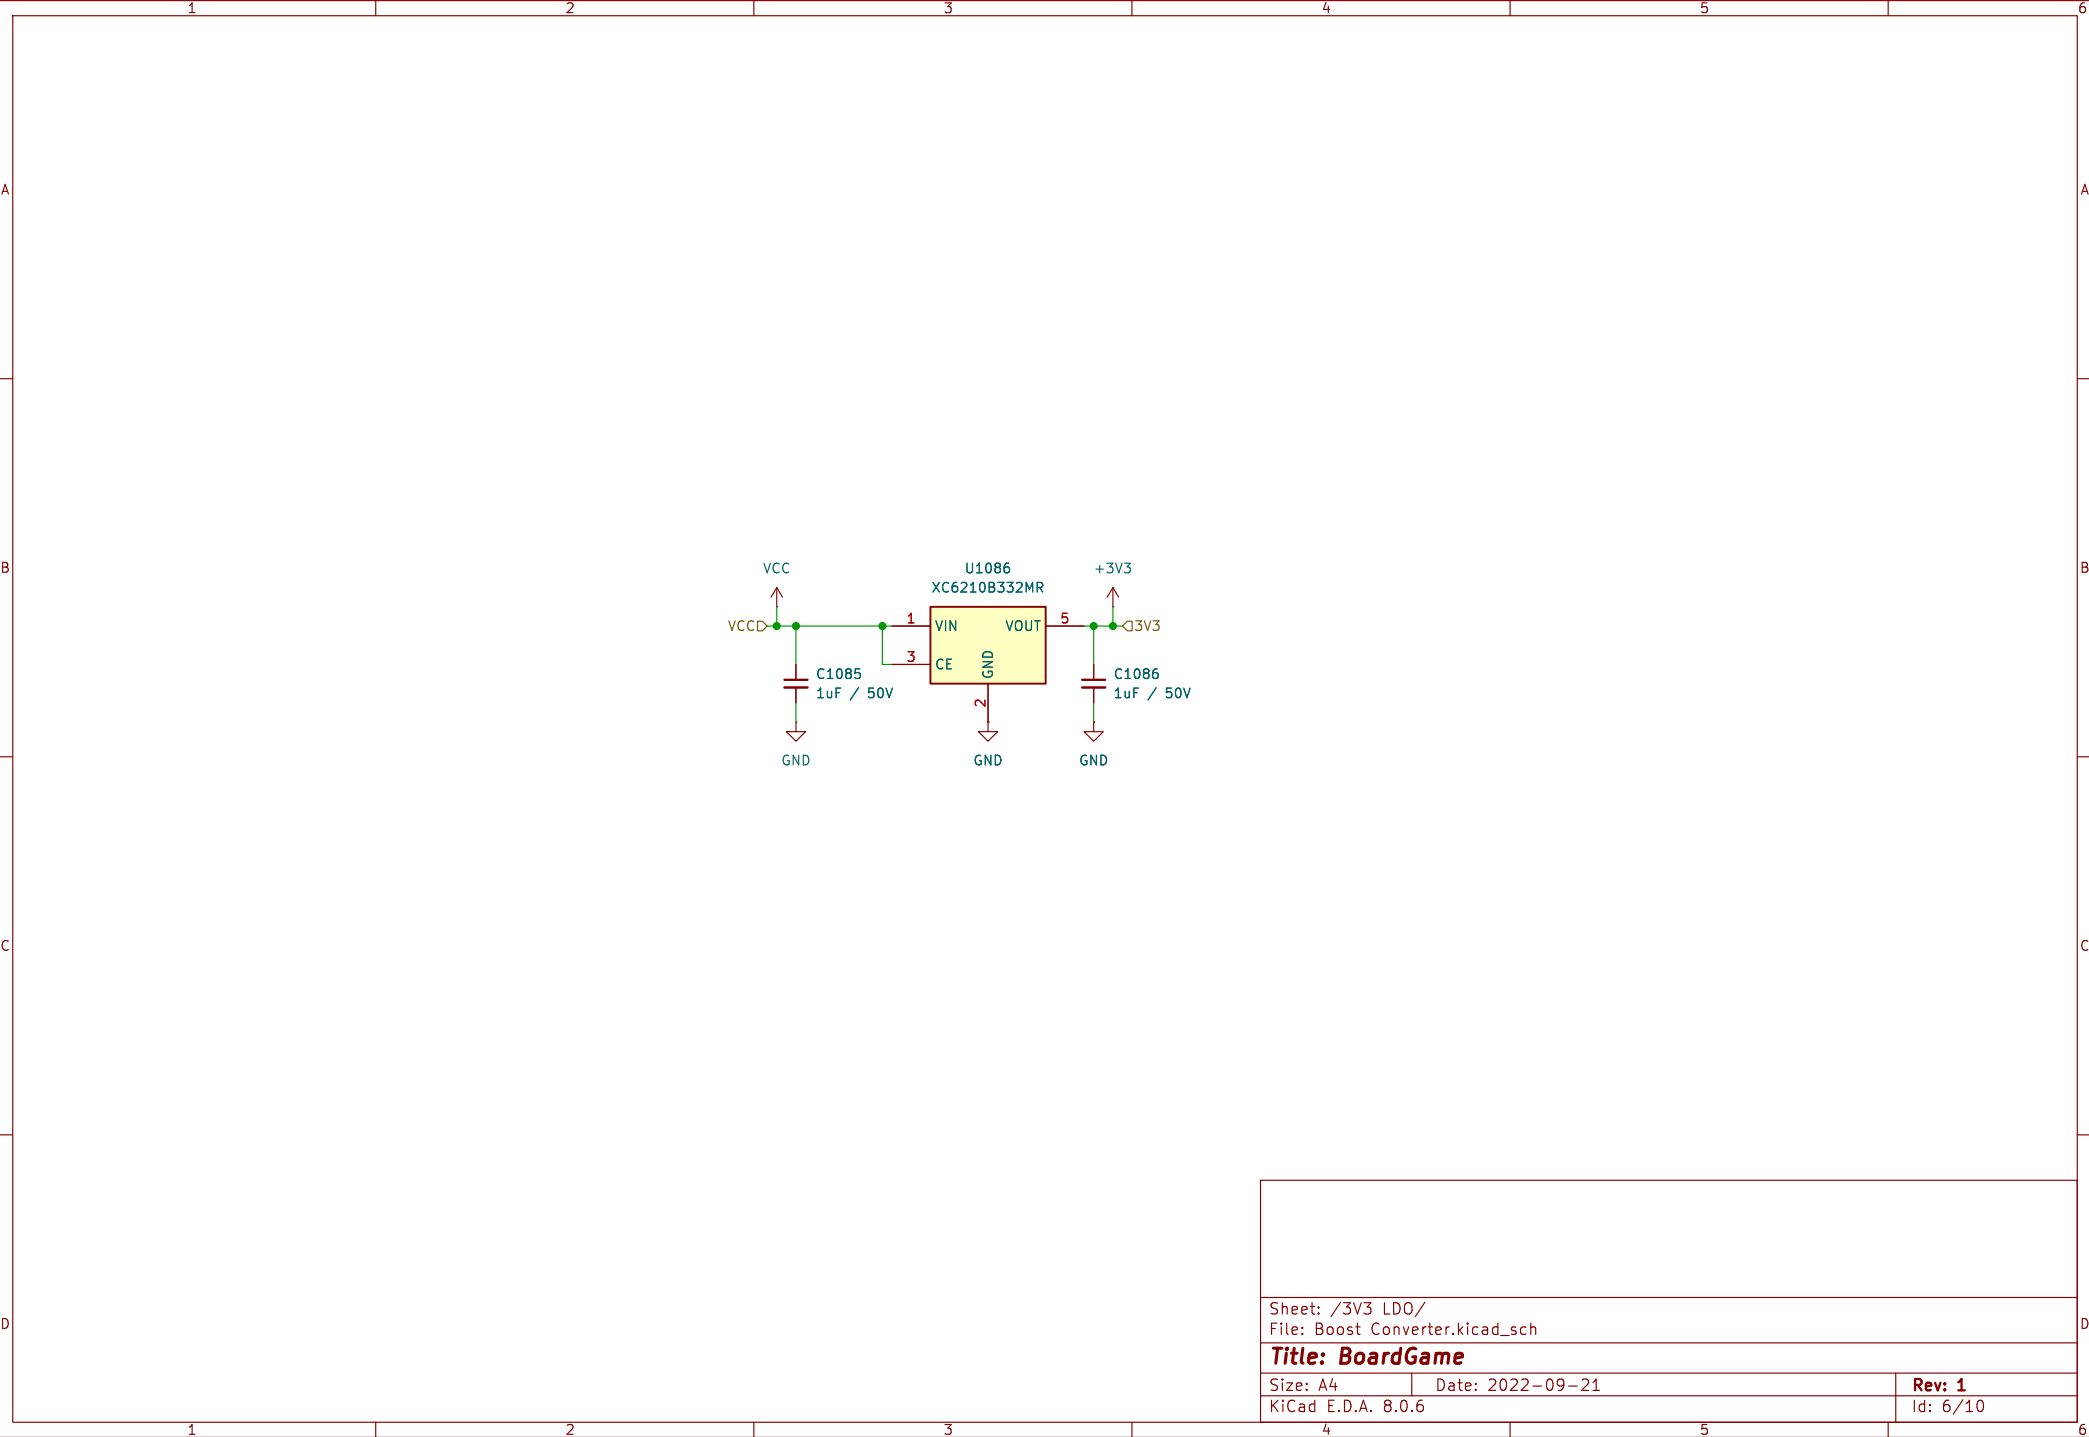 1 2 3 4 5 6
A A
B B
VCC U1086 +3V3
XC6210B332MR
VCC 1 VIN VOUT 5 3V3
3 CE GND
C1085 C1086
1uF / 50V 2 1uF / 50V
GND GND GND
C C
Sheet: /3V3 LDO/
File: Boost Converter.kicad_sch
D D
Title: BoardGame
Size: A4 Date: 2022-09-21 Rev: 1
KiCad E.D.A. 8.0.6 Id: 6/10
1 2 3 4 5 6